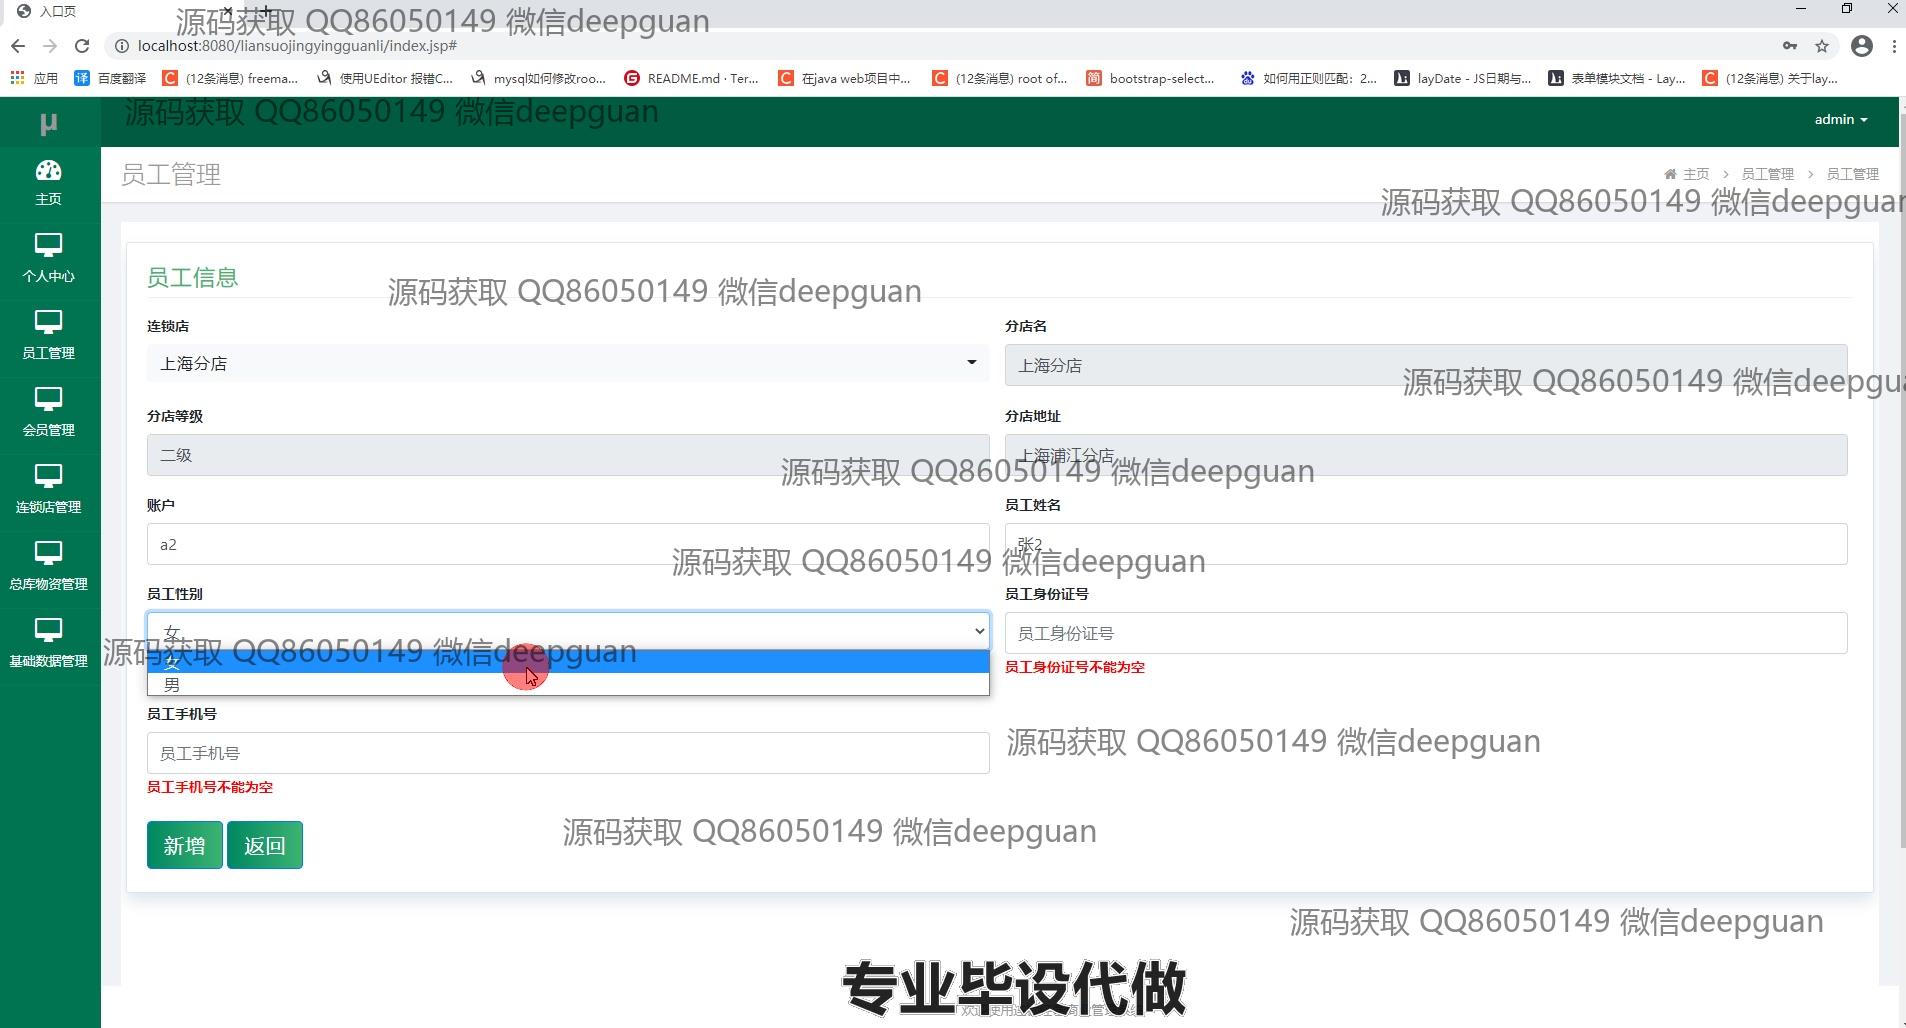 入口页
源码获取 QQ86050149 微信deepguan
localhost:8080/liansuojingyingguanli/index.jsp#
应用
百度翻译
(12条消息) freema...
使用UEditor 报错C...
mysql如何修改roo...
README.md · Ter...
在java web项目中...
(12条消息) root of...
bootstrap-select...
如何用正则匹配：2...
layDate - JS日期与...
表单模块文档 - Lay...
(12条消息) 关于lay...
μ
源码获取 QQ86050149 微信deepguan
admin
主页
员工管理
主页 > 员工管理 > 员工管理
源码获取 QQ86050149 微信deepguan
个人中心
员工管理
会员管理
连锁店管理
总库物资管理
基础数据管理
员工信息
源码获取 QQ86050149 微信deepguan
连锁店
上海分店
分店名
上海分店
源码获取 QQ86050149 微信deepgua
分店等级
二级
分店地址
上海浦江分店
源码获取 QQ86050149 微信deepguan
账户
a2
员工姓名
张2
源码获取 QQ86050149 微信deepguan
员工性别
女
源码获取 QQ86050149 微信deepguan
女
男
员工身份证号
员工身份证号
员工身份证号不能为空
员工手机号
员工手机号
员工手机号不能为空
源码获取 QQ86050149 微信deepguan
新增
返回
源码获取 QQ86050149 微信deepguan
源码获取 QQ86050149 微信deepguan
专业毕设代做